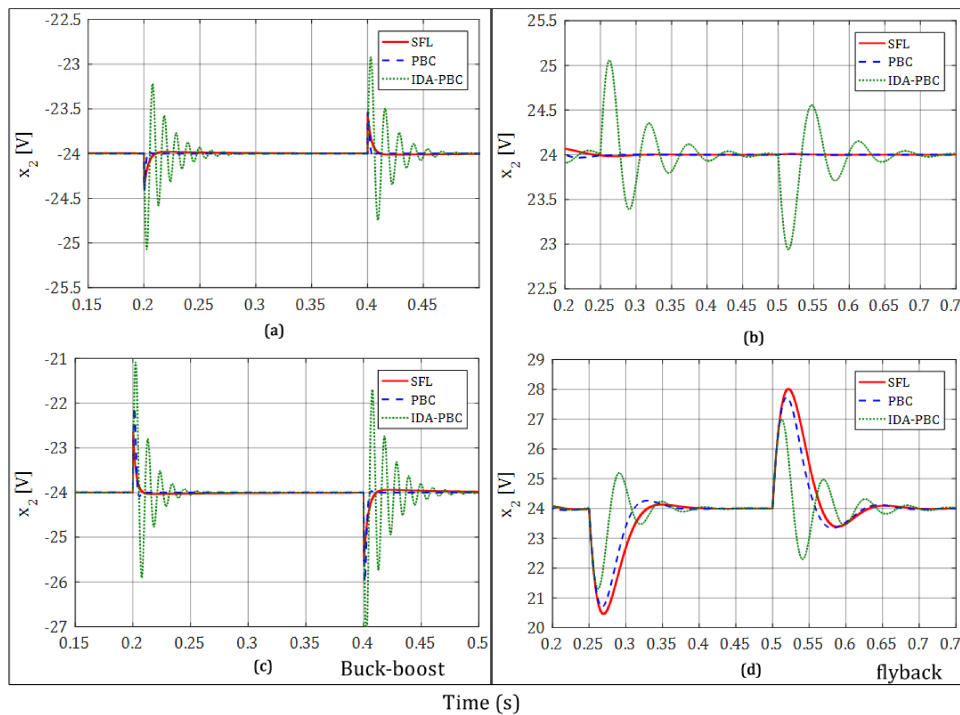 -22.5
-23
-23.5
-24
-24.5
-25
-25.5
x_2 [V]
SFL
PBC
IDA-PBC
0.15 0.2 0.25 0.3 0.35 0.4 0.45
(a)
25.5
25
24.5
24
23.5
23
22.5
x_2 [V]
SFL
PBC
IDA-PBC
0.2 0.25 0.3 0.35 0.4 0.45 0.5 0.55 0.6 0.65 0.7 0.7
(b)
-21
-22
-23
-24
-25
-26
-27
x_2 [V]
SFL
PBC
IDA-PBC
0.15 0.2 0.25 0.3 0.35 0.4 0.45 0.5
(c) Buck-boost
29
28
27
26
25
24
23
22
21
20
x_2 [V]
SFL
PBC
IDA-PBC
0.2 0.25 0.3 0.35 0.4 0.45 0.5 0.55 0.6 0.65 0.7 0.7
(d) flyback
Time (s)